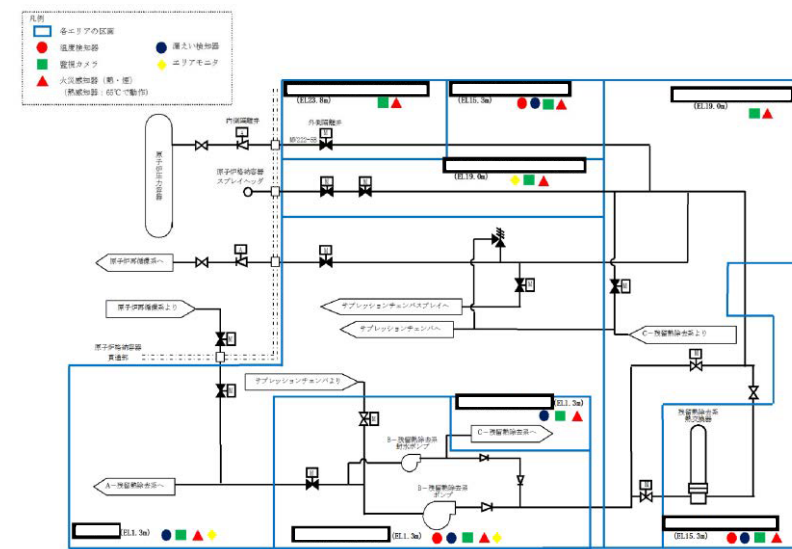 凡例
各エリアの区画
温度検知器
漏えい検知器
監視カメラ
エリアモニタ
火災感知器(熱・煙)
(熱感知器:65℃で動作)
(EL23.8m)
(EL15.3m)
(EL19.0m)
内側隔離弁
外側隔離弁
A
M
MV222-5B
原子炉圧力容器
原子炉格納容器
スプレイヘッダ
M
M
(EL19.0m)
原子炉再循環系へ
A
M
M
M
原子炉再循環系より
サプレッションチェンバスプレイへ
サプレッションチェンバへ
C-残留熱除去系より
M
原子炉格納容器
貫通部
M
M
サプレッションチェンバより
M
(EL1.3m)
残留熱除去系
熱交換器
B-残留熱除去系
封水ポンプ
C-残留熱除去系へ
A-残留熱除去系へ
M
B-残留熱除去系
ポンプ
M
(EL1.3m)
(EL1.3m)
(EL15.3m)